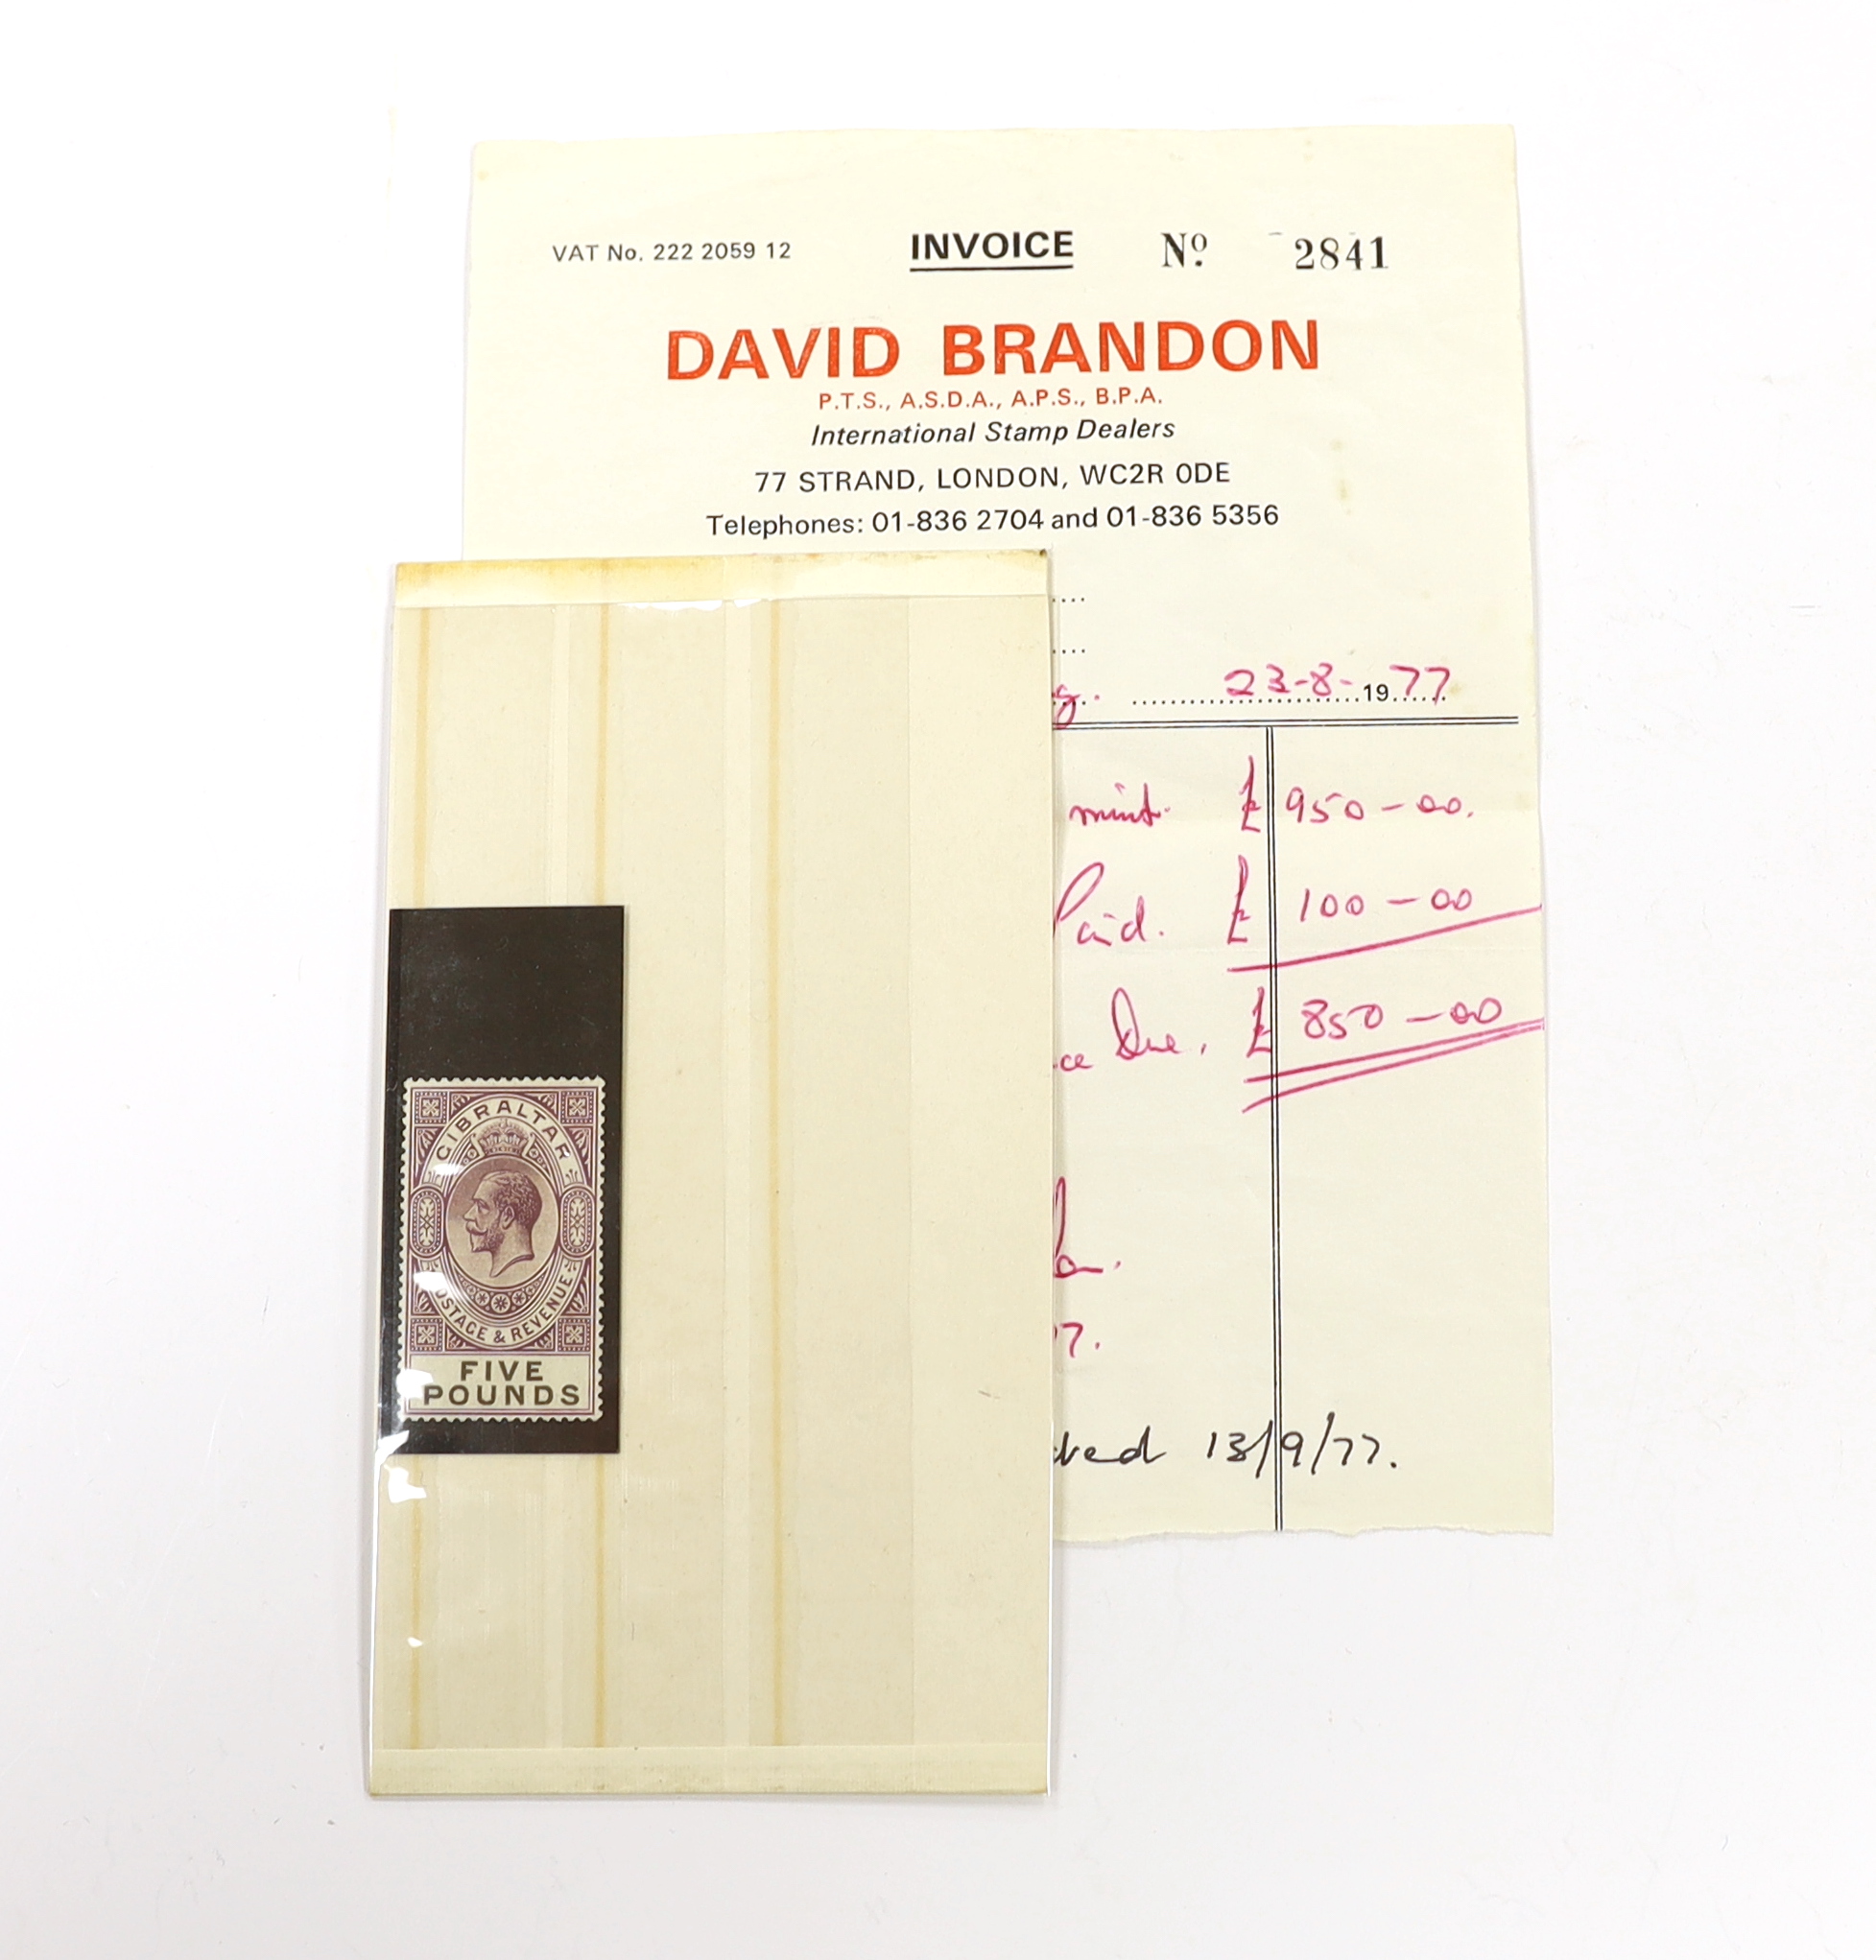 VAT No. 222 2059 12 INVOICE Nº 2841
DAVID BRANDON
P.T.S., A.S.D.A., A.P.S., B.P.A.
International Stamp Dealers
77 STRAND, LONDON, WC2R 0DE
Telephones: 01-836 2704 and 01-836 5356
23-8- 1977
mint. £ 950-00.
Paid. £ 100-00
ce Due. £ 850-00
7.
13/9/77.
GIBRALTAR
POSTAGE & REVENUE
FIVE
POUNDS